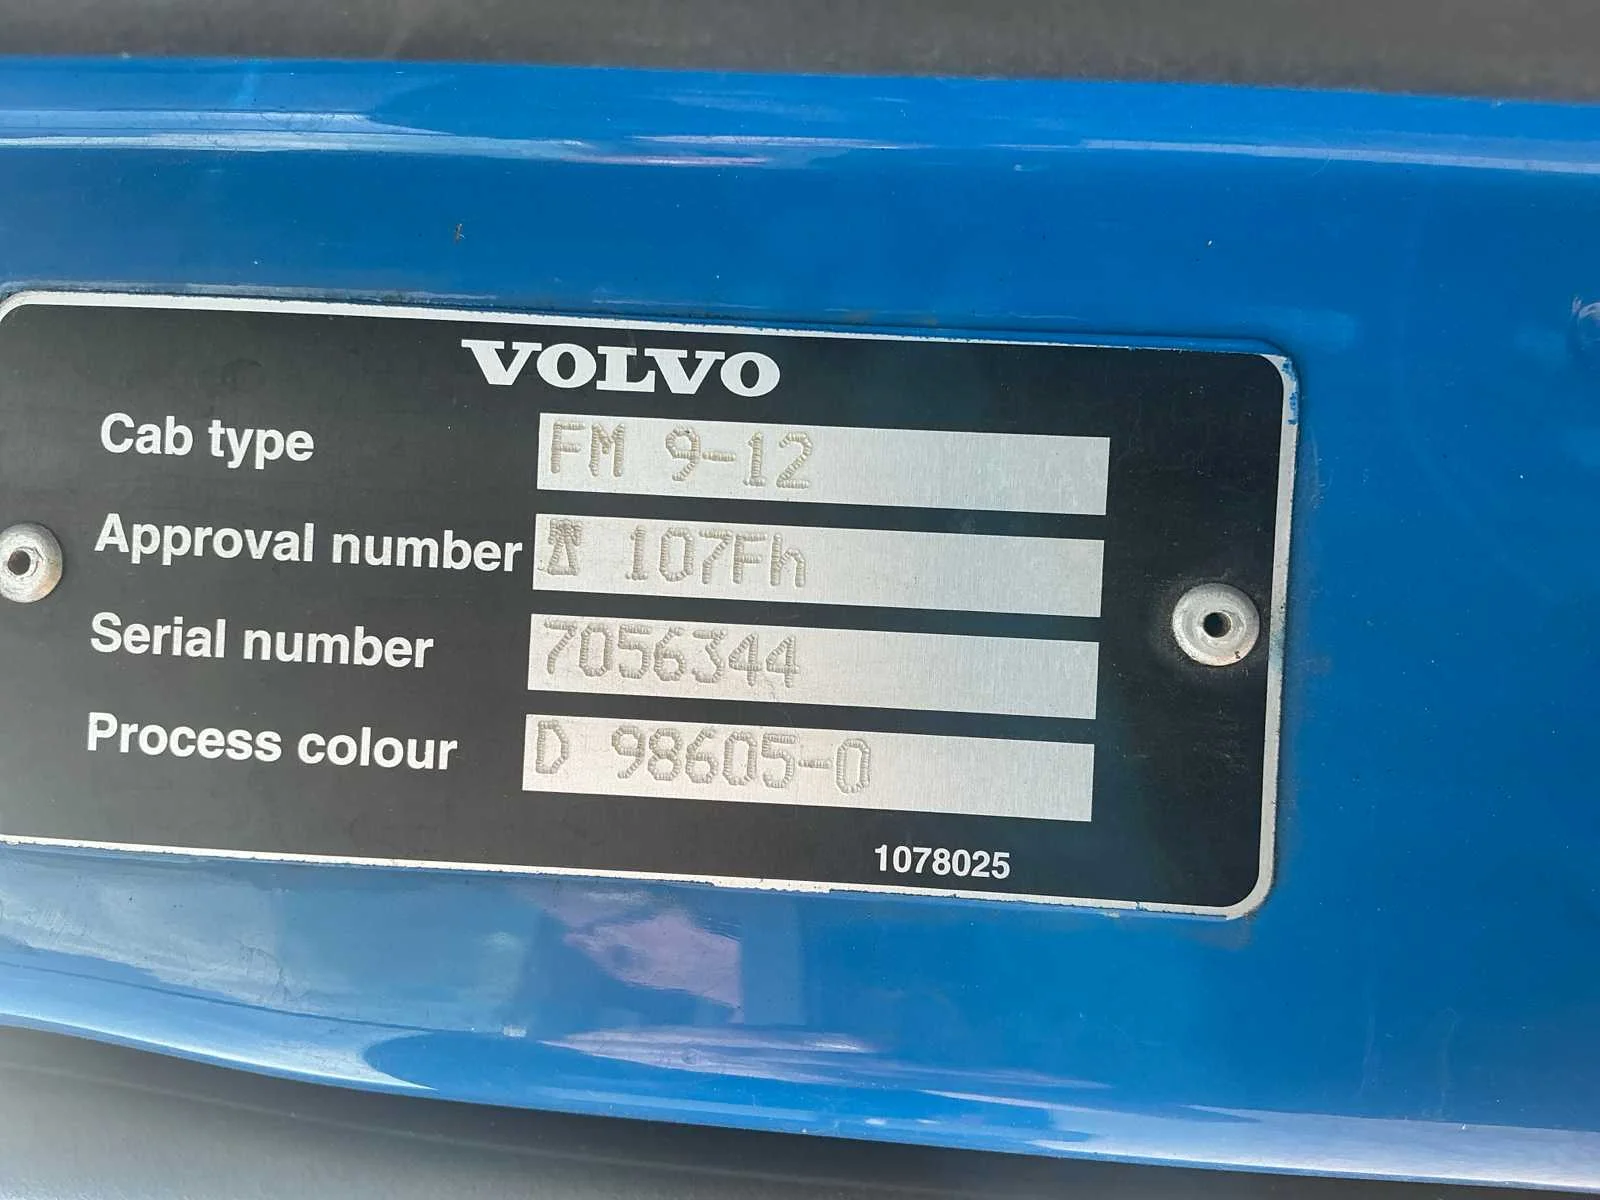 VOLVO
Cab type FM 9-12
Approval number 107Fh
Serial number 7056344
Process colour D 98605-0
1078025